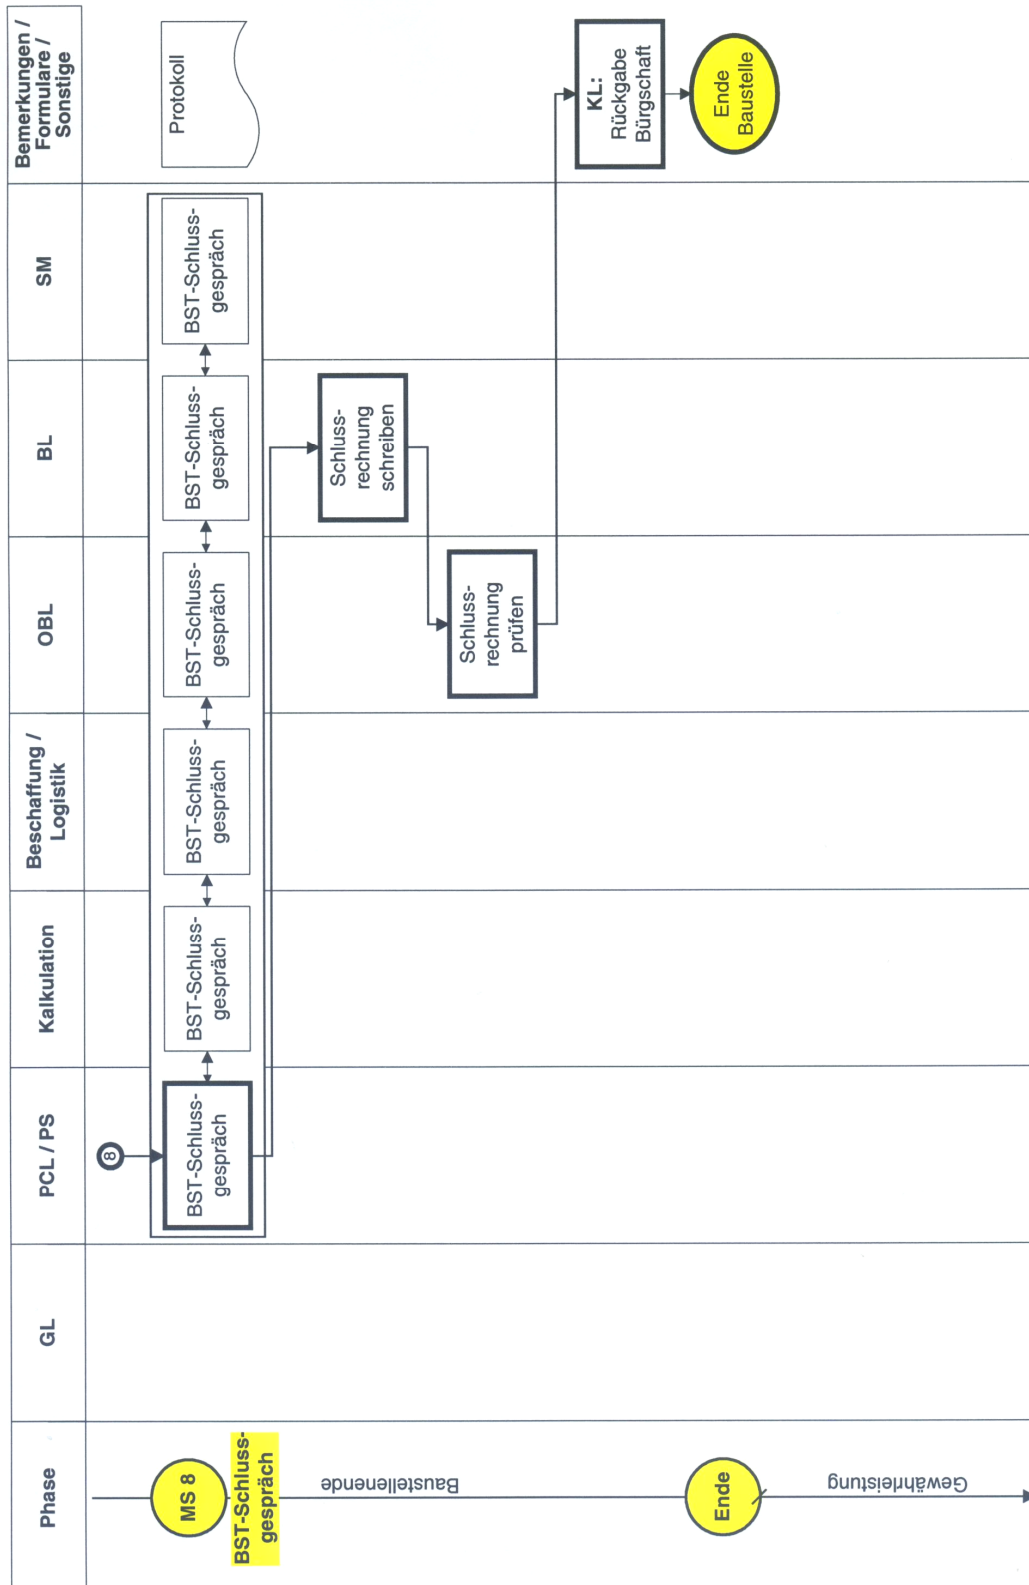 Phase
GL
PCL / PS
Kalkulation
Beschaffung /
Logistik
OBL
BL
SM
Bemerkungen /
Formulare /
Sonstige
8
MS 8
BST-Schluss-
gespräch
BST-Schluss-
gespräch
BST-Schluss-
gespräch
BST-Schluss-
gespräch
BST-Schluss-
gespräch
BST-Schluss-
gespräch
BST-Schluss-
gespräch
Protokoll
Baustellenende
Schluss-
rechnung
schreiben
Schluss-
rechnung
prüfen
KL:
Rückgabe
Bürgschaft
Ende
Ende
Baustelle
Gewährleistung